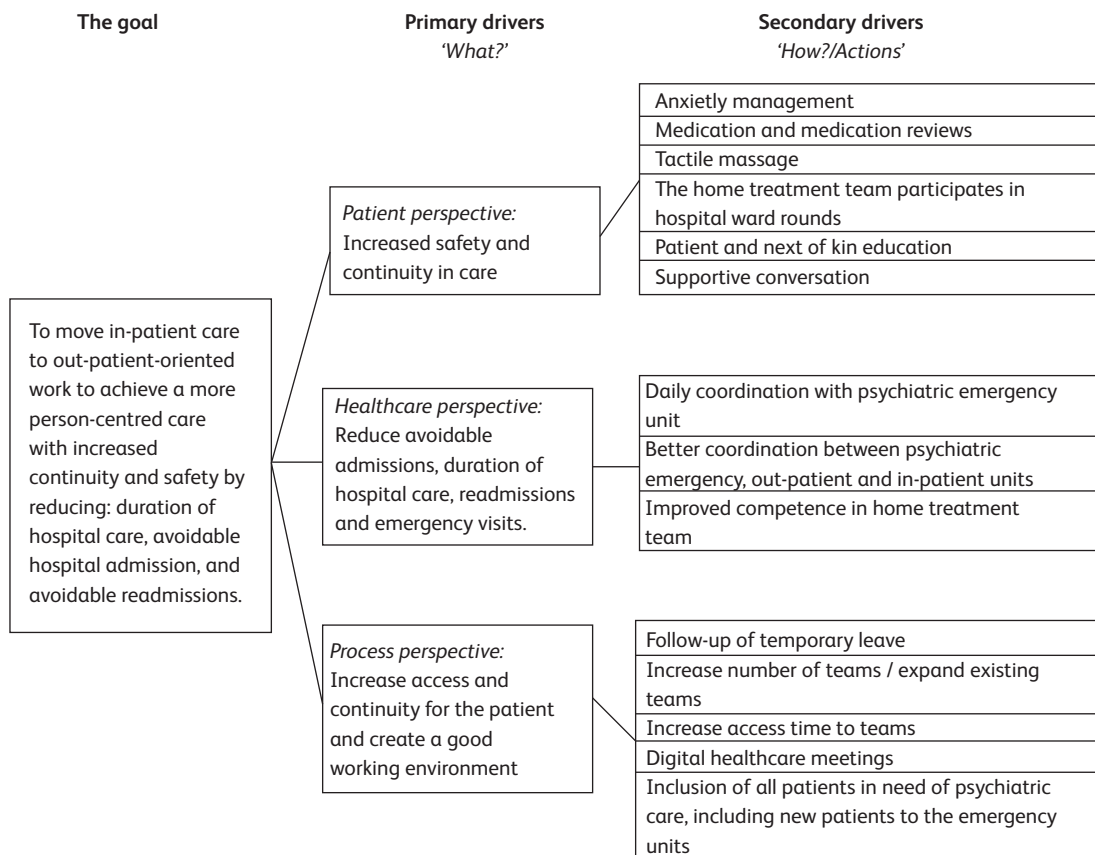 The goal
Primary drivers
'What?'
Secondary drivers
'How?/Actions'
To move in-patient care
to out-patient-oriented
work to achieve a more
person-centred care
with increased
continuity and safety by
reducing: duration of
hospital care, avoidable
hospital admission, and
avoidable readmissions.
Patient perspective:
Increased safety and
continuity in care
Anxietly management
Medication and medication reviews
Tactile massage
The home treatment team participates in
hospital ward rounds
Patient and next of kin education
Supportive conversation
Healthcare perspective:
Reduce avoidable
admissions, duration of
hospital care, readmissions
and emergency visits.
Daily coordination with psychiatric emergency
unit
Better coordination between psychiatric
emergency, out-patient and in-patient units
Improved competence in home treatment
team
Process perspective:
Increase access and
continuity for the patient
and create a good
working environment
Follow-up of temporary leave
Increase number of teams / expand existing
teams
Increase access time to teams
Digital healthcare meetings
Inclusion of all patients in need of psychiatric
care, including new patients to the emergency
units